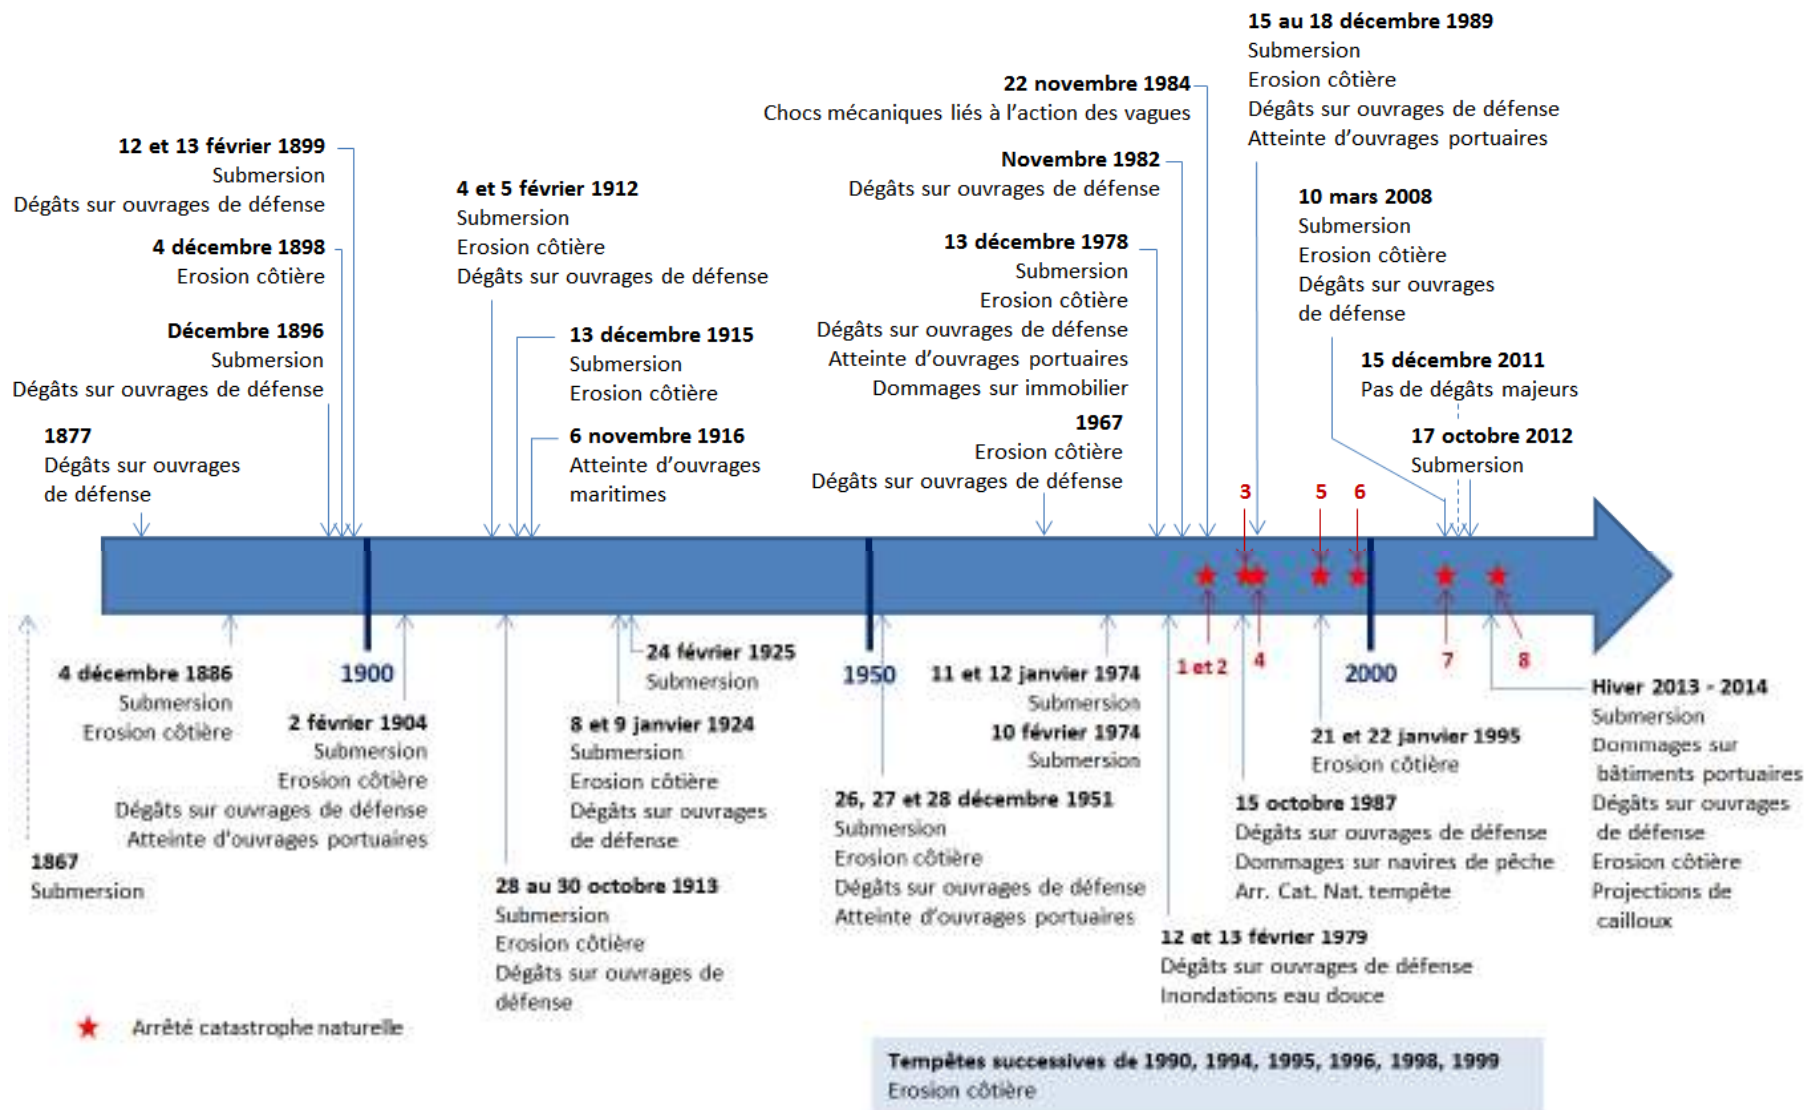 15 au 18 décembre 1989
Submersion
Erosion côtière
Dégâts sur ouvrages de défense
Atteinte d'ouvrages portuaires
22 novembre 1984
Chocs mécaniques liés à l'action des vagues
12 et 13 février 1899
Submersion
Dégâts sur ouvrages de défense
Novembre 1982
Dégâts sur ouvrages de défense
4 et 5 février 1912
Submersion
Erosion côtière
Dégâts sur ouvrages de défense
10 mars 2008
Submersion
Erosion côtière
Dégâts sur ouvrages
de défense
4 décembre 1898
Erosion côtière
13 décembre 1978
Submersion
Erosion côtière
Dégâts sur ouvrages de défense
Atteinte d'ouvrages portuaires
Dommages sur immobilier
Décembre 1896
Submersion
Dégâts sur ouvrages de défense
13 décembre 1915
Submersion
Erosion côtière
15 décembre 2011
Pas de dégâts majeurs
1877
Dégâts sur ouvrages
de défense
6 novembre 1916
Atteinte d'ouvrages
maritimes
1967
Erosion côtière
Dégâts sur ouvrages de défense
17 octobre 2012
Submersion
3
5
6
1900
1950
2000
1 et 2
4
7
8
4 décembre 1886
Submersion
Erosion côtière
24 février 1925
Submersion
11 et 12 janvier 1974
Submersion
10 février 1974
Submersion
Hiver 2013 - 2014
Submersion
Dommages sur
bâtiments portuaires
Dégâts sur ouvrages
de défense
Erosion côtière
Projections de
cailloux
2 février 1904
Submersion
Erosion côtière
Dégâts sur ouvrages de défense
Atteinte d'ouvrages portuaires
8 et 9 janvier 1924
Submersion
Erosion côtière
Dégâts sur ouvrages
de défense
21 et 22 janvier 1995
Erosion côtière
26, 27 et 28 décembre 1951
Submersion
Erosion côtière
Dégâts sur ouvrages de défense
Atteinte d'ouvrages portuaires
15 octobre 1987
Dégâts sur ouvrages de défense
Dommages sur navires de pêche
Arr. Cat. Nat. tempête
1867
Submersion
28 au 30 octobre 1913
Submersion
Erosion côtière
Dégâts sur ouvrages de
défense
12 et 13 février 1979
Dégâts sur ouvrages de défense
Inondations eau douce
Arrêté catastrophe naturelle
Tempêtes successives de 1990, 1994, 1995, 1996, 1998, 1999
Erosion côtière